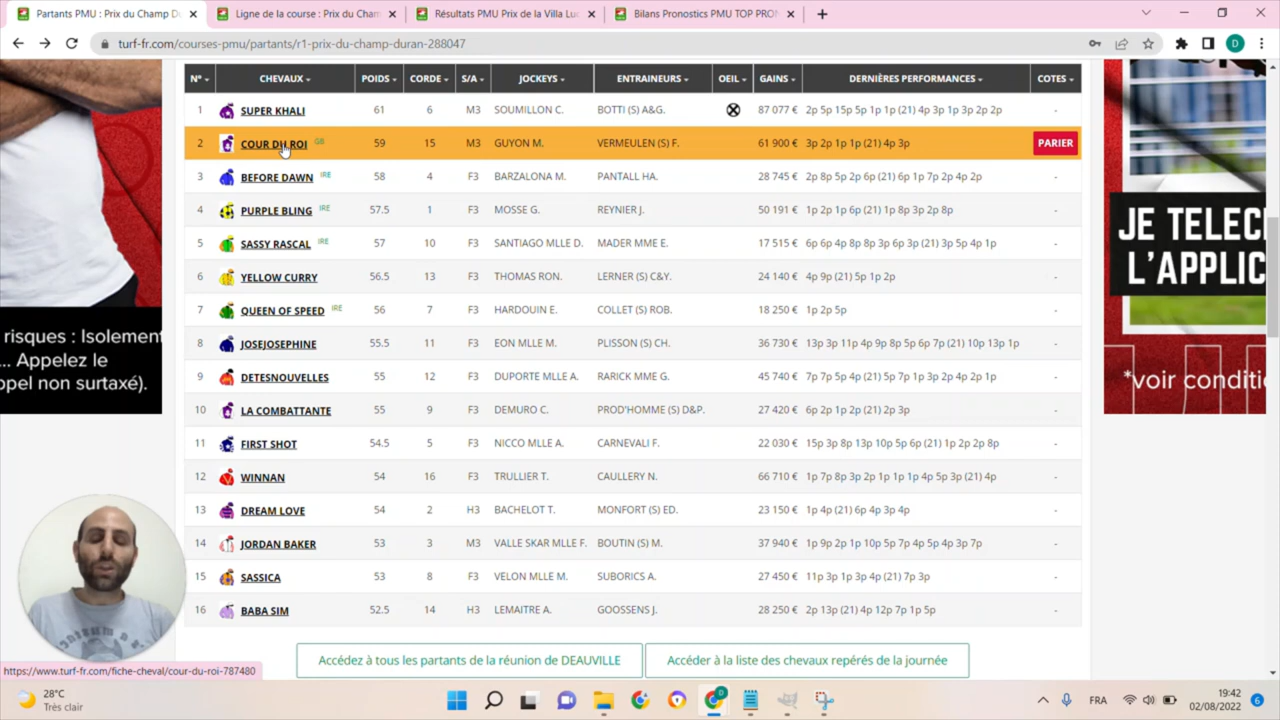 Partants PMU : Prix du Champ D
Ligne de la course : Prix du Cham
Résultats PMU Prix de la Villa Luc
Bilans Pronostics PMU TOP PRON
turf-fr.com/courses-pmu/partants/r1-prix-du-champ-duran-288047
N° CHEVAUX POIDS CORDE S/A JOCKEYS ENTRAINEURS OEIL GAINS DERNIÈRES PERFORMANCES COTES
1 SUPER KHALI 61 6 M3 SOUMILLON C. BOTTI (S) A&G. 87 077 € 2p 5p 15p 5p 1p 1p (21) 4p 3p 1p 3p 2p 2p -
2 COUR DU ROI GB 59 15 M3 GUYON M. VERMEULEN (S) F. 61 900 € 3p 2p 1p 1p (21) 4p 3p PARIER
3 BEFORE DAWN IRE 58 4 F3 BARZALONA M. PANTALL HA. 28 745 € 2p 8p 5p 2p 6p (21) 6p 1p 7p 2p 4p 2p -
4 PURPLE BLING IRE 57.5 1 F3 MOSSE G. REYNIER J. 50 191 € 1p 2p 1p 6p (21) 1p 8p 3p 2p 8p -
5 SASSY RASCAL IRE 57 10 F3 SANTIAGO MLLE D. MADER MME E. 17 515 € 6p 6p 4p 8p 8p 3p 6p 3p (21) 3p 5p 4p 1p -
6 YELLOW CURRY 56.5 13 F3 THOMAS RON. LERNER (S) C&Y. 24 140 € 4p 9p (21) 5p 1p 2p -
7 QUEEN OF SPEED IRE 56 7 F3 HARDOUIN E. COLLET (S) ROB. 18 250 € 1p 2p 5p -
8 JOSEJOSEPHINE 55.5 11 F3 EON MLLE M. PLISSON (S) CH. 36 730 € 13p 3p 11p 4p 9p 8p 5p 6p 7p (21) 10p 13p 1p -
9 DETESNOUVELLES 55 12 F3 DUPORTE MLLE A. RARICK MME G. 45 740 € 7p 7p 5p 4p (21) 5p 7p 1p 3p 2p 4p 2p 1p -
10 LA COMBATTANTE 55 9 F3 DEMURO C. PROD'HOMME (S) D&P. 27 420 € 6p 2p 1p 2p (21) 2p 3p -
11 FIRST SHOT 54.5 5 F3 NICCO MLLE A. CARNEVALI F. 22 030 € 15p 3p 8p 13p 10p 5p 6p (21) 1p 2p 2p 8p -
12 WINNAN 54 16 F3 TRULLIER T. CAULLERY N. 66 710 € 1p 7p 8p 3p 2p 1p 1p 1p 4p 5p 3p (21) 4p -
13 DREAM LOVE 54 2 H3 BACHELOT T. MONFORT (S) ED. 23 150 € 1p 4p (21) 6p 4p 3p 4p -
14 JORDAN BAKER 53 3 M3 VALLE SKAR MLLE F. BOUTIN (S) M. 37 940 € 1p 9p 2p 1p 10p 5p 7p 4p 5p 4p 3p 7p -
15 SASSICA 53 8 F3 VELON MLLE M. SUBORICS A. 27 450 € 11p 3p 1p 3p 4p (21) 7p 3p -
16 BABA SIM 52.5 14 H3 LEMAITRE A. GOOSSENS J. 28 250 € 2p 13p (21) 4p 12p 7p 1p 5p -
risques : Isolement
... Appelez le
ppel non surtaxé).
JE TELEC
L'APPLIC
*voir conditi
Accédez à tous les partants de la réunion de DEAUVILLE
Accéder à la liste des chevaux repérés de la journée
https://www.turf-fr.com/fiche-cheval/cour-du-roi-787480
28°C
Très clair
FRA
19:42
02/08/2022
6
D
D